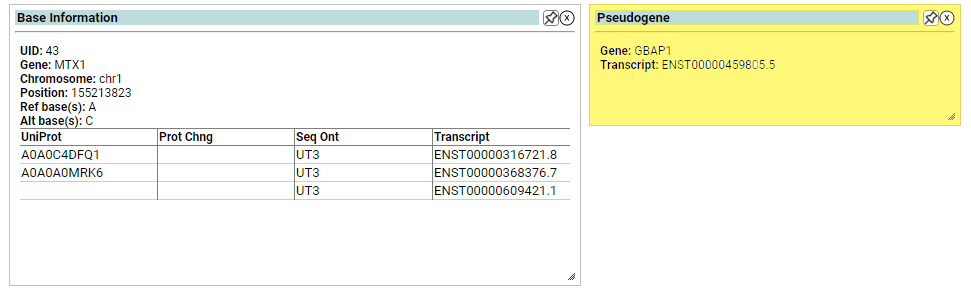 Base Information
UID: 43
Gene: MTX1
Chromosome: chr1
Position: 155213823
Ref base(s): A
Alt base(s): C
UniProt Prot Chng Seq Ont Transcript
A0A0C4DFQ1 UT3 ENST00000316721.8
A0A0A0MRK6 UT3 ENST00000368376.7
UT3 ENST00000609421.1
Pseudogene
Gene: GBAP1
Transcript: ENST00000459805.5